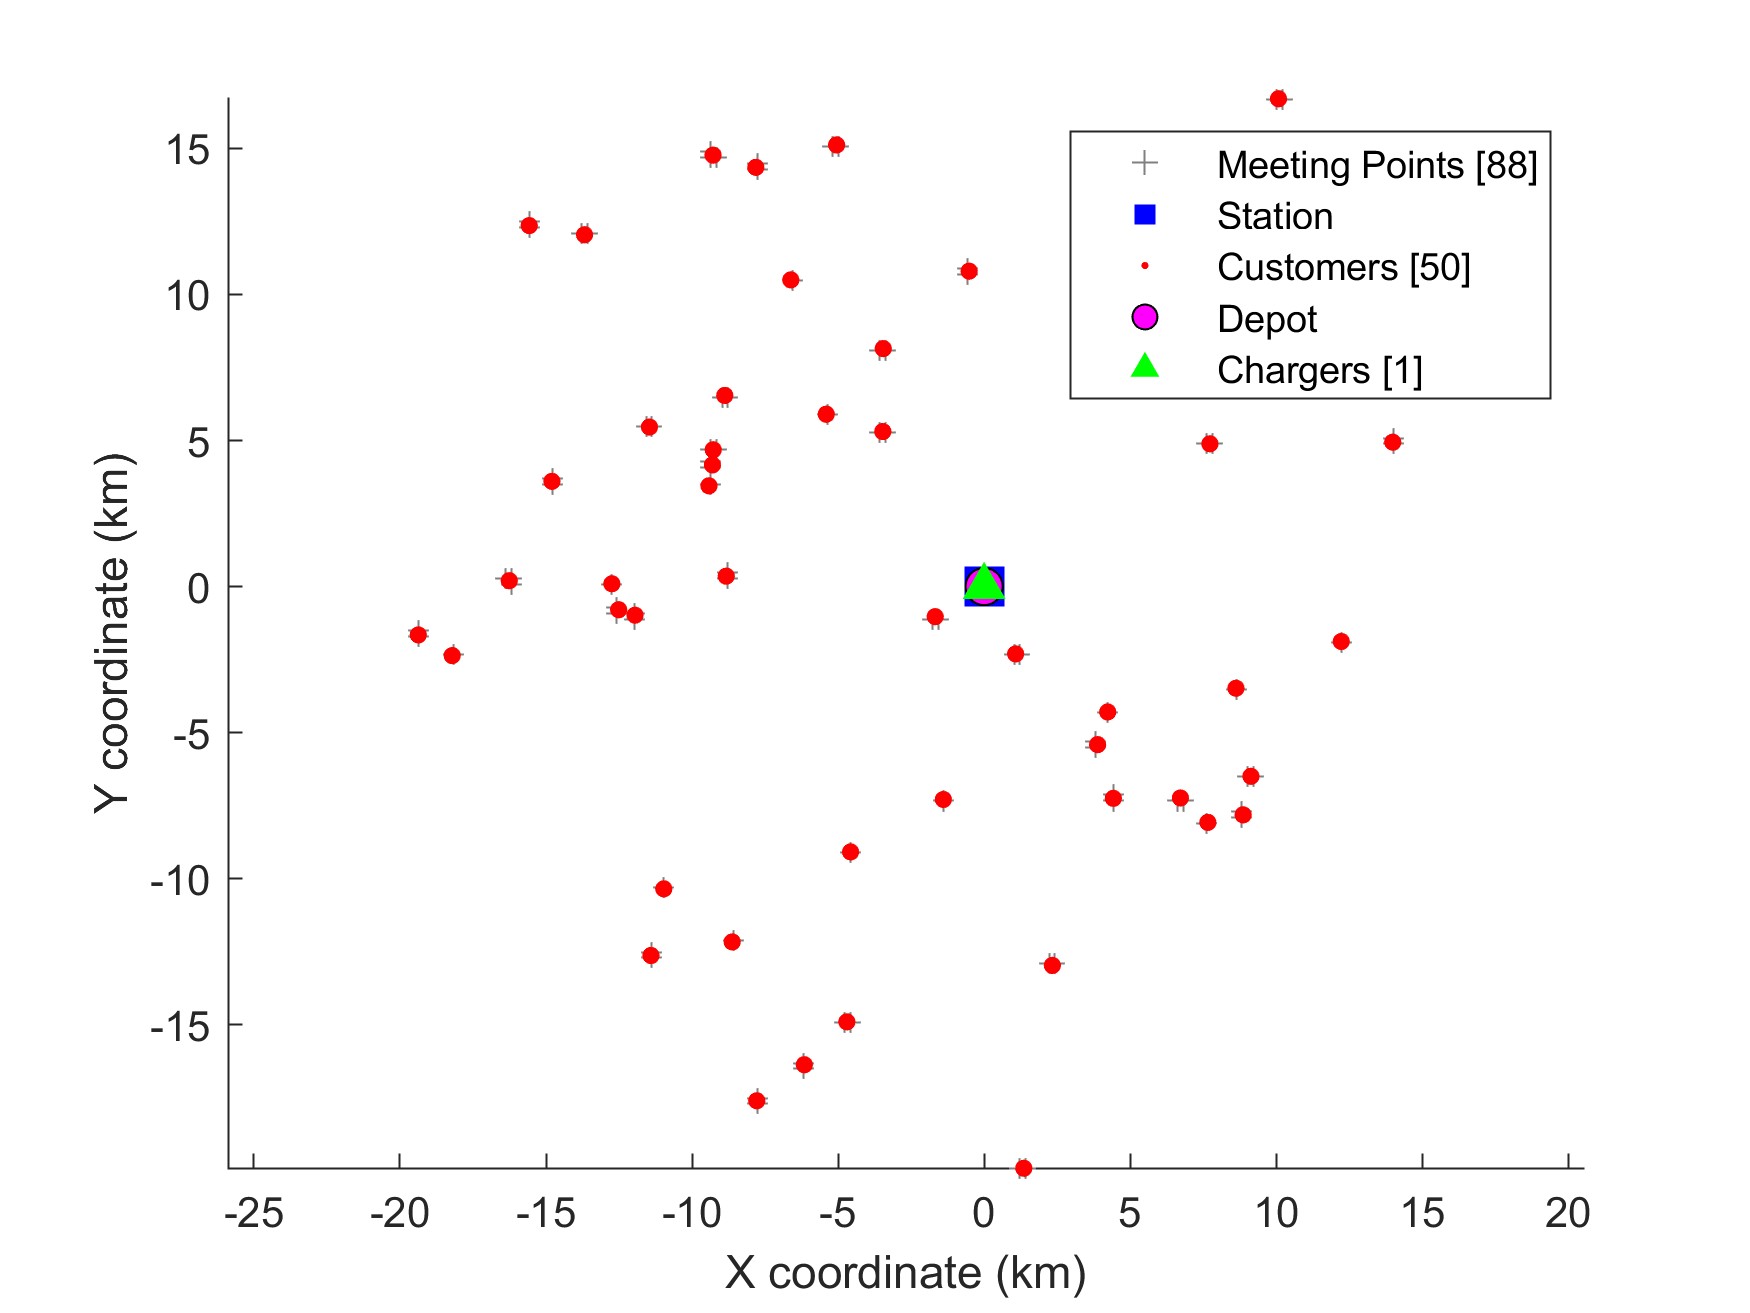 15
10
5
0
-5
-10
-15
Y coordinate (km)
Meeting Points [88]
Station
Customers [50]
Depot
Chargers [1]
-25 -20 -15 -10 -5 0 5 10 15 20
X coordinate (km)